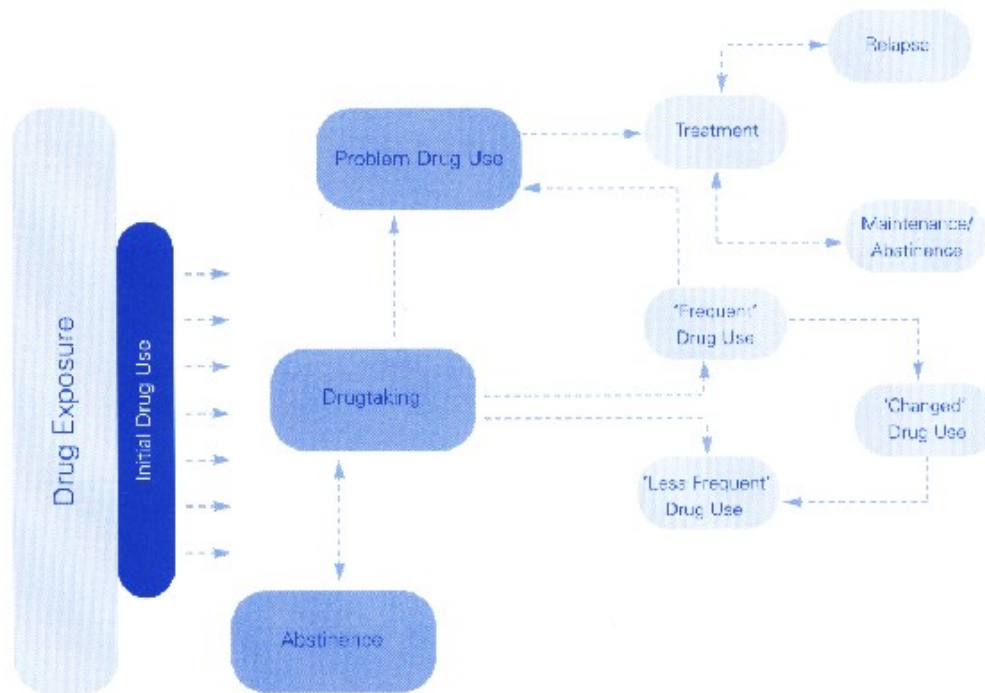 Drug Exposure
Initial Drug Use
Problem Drug Use
Drugtaking
Abstinence
Treatment
Relapse
Maintenance/
Abstinence
'Frequent'
Drug Use
'Changed'
Drug Use
'Less Frequent'
Drug Use